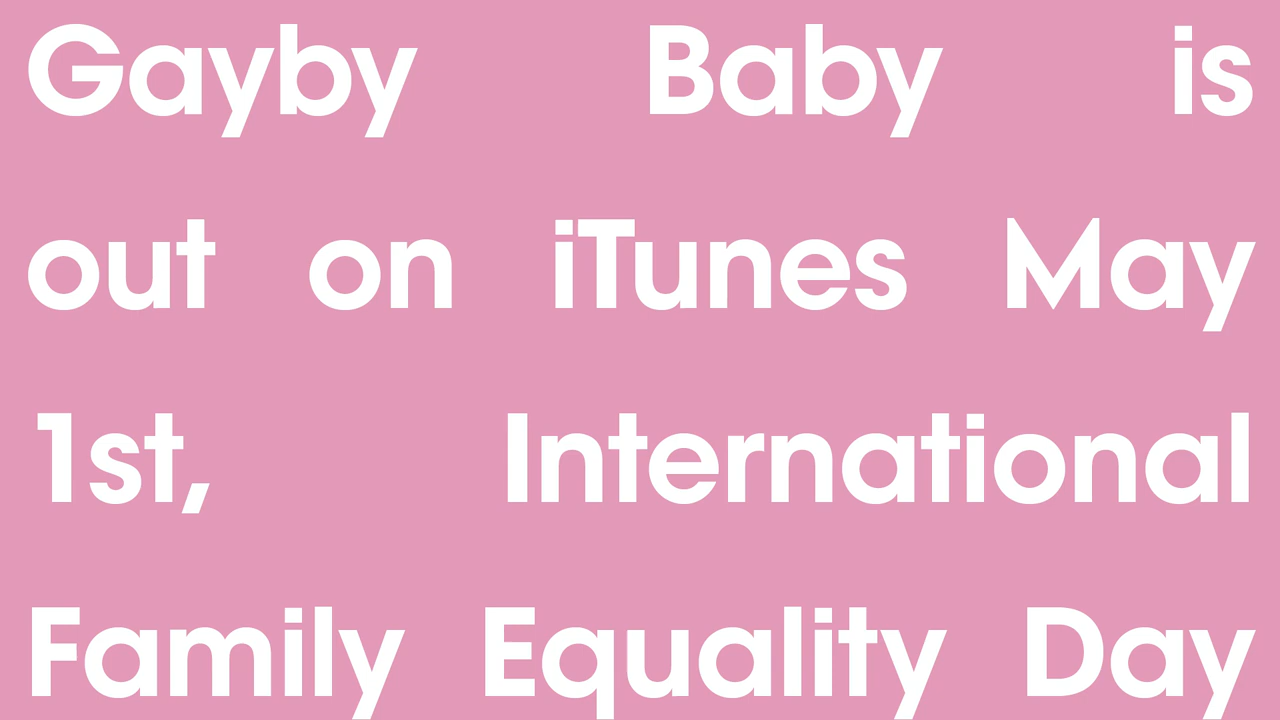 Gayby Baby is
out on iTunes May
1st, International
Family Equality Day